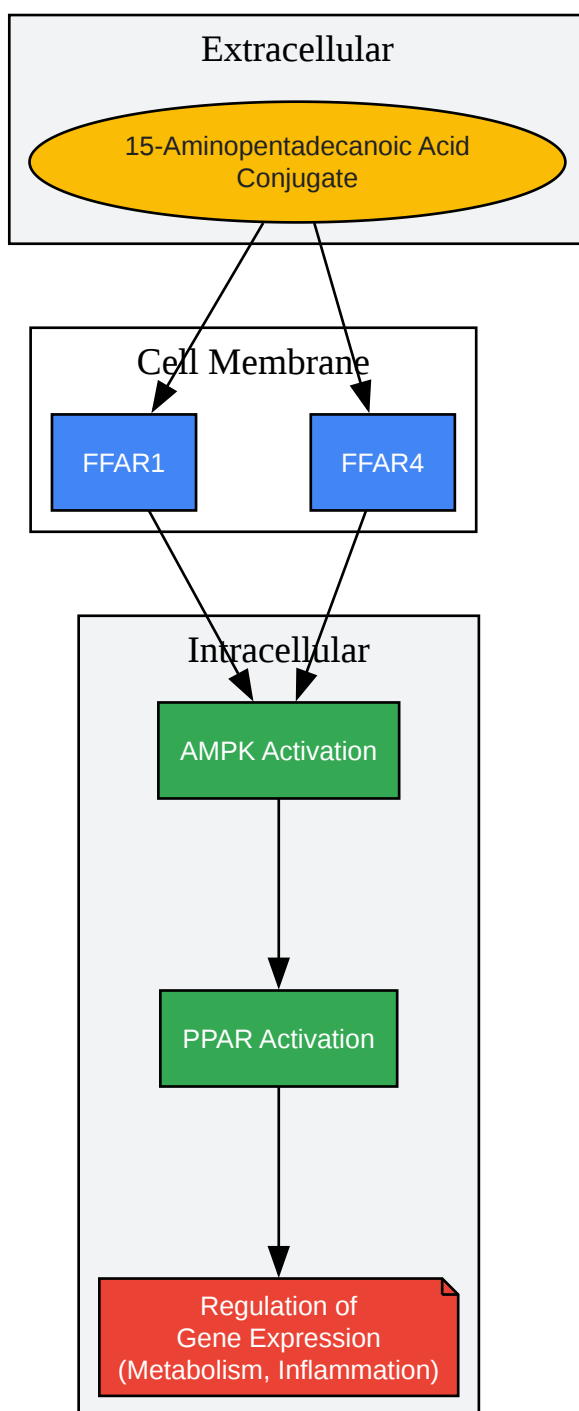 Extracellular
15-Aminopentadecanoic Acid
Conjugate
Cell Membrane
FFAR1
FFAR4
Intracellular
AMPK Activation
PPAR Activation
Regulation of
Gene Expression
(Metabolism, Inflammation)